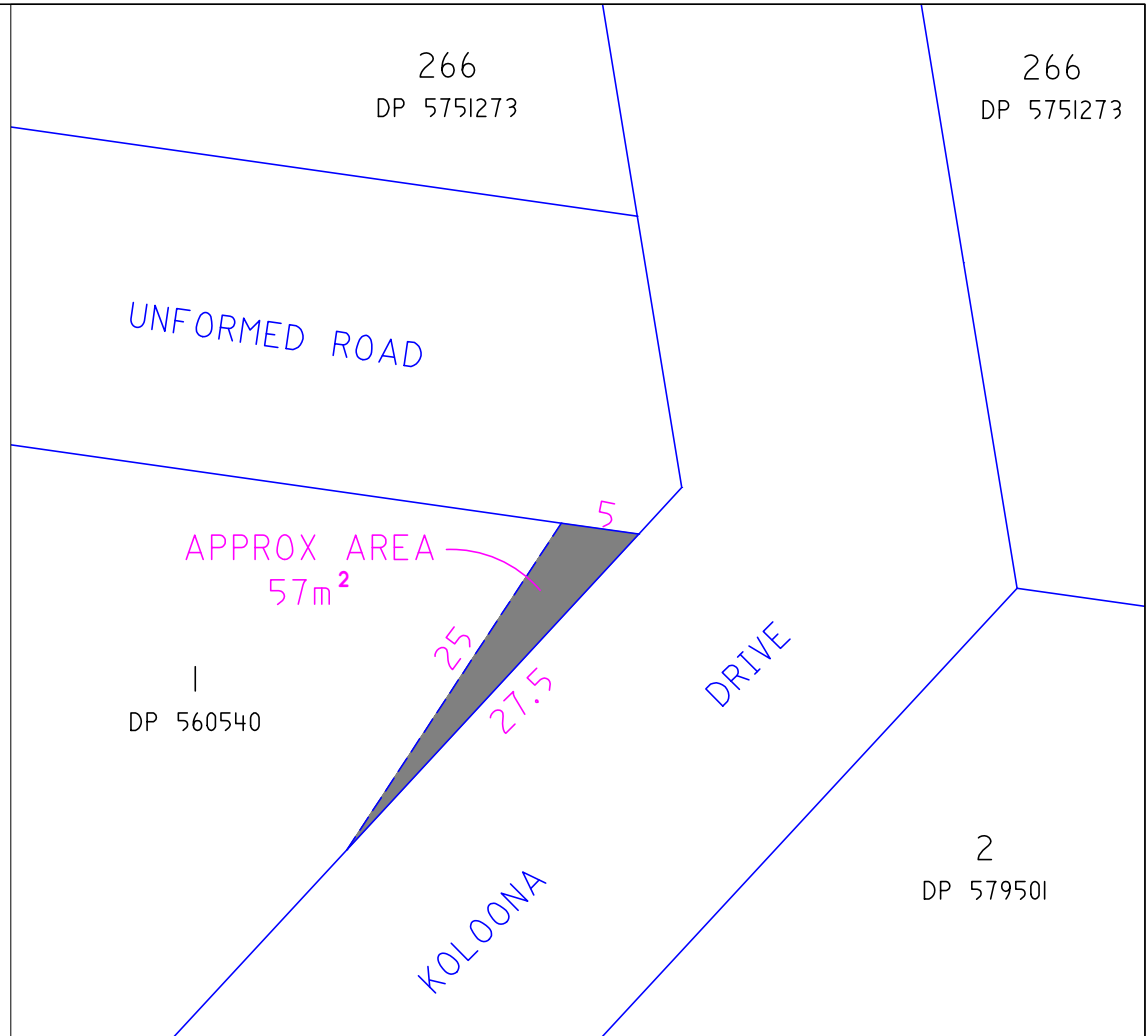 266
DP 5751273
266
DP 5751273
UNFORMED ROAD
5
APPROX AREA
57m²
25
27.5
1
DP 560540
DRIVE
KOLOONA
2
DP 579501